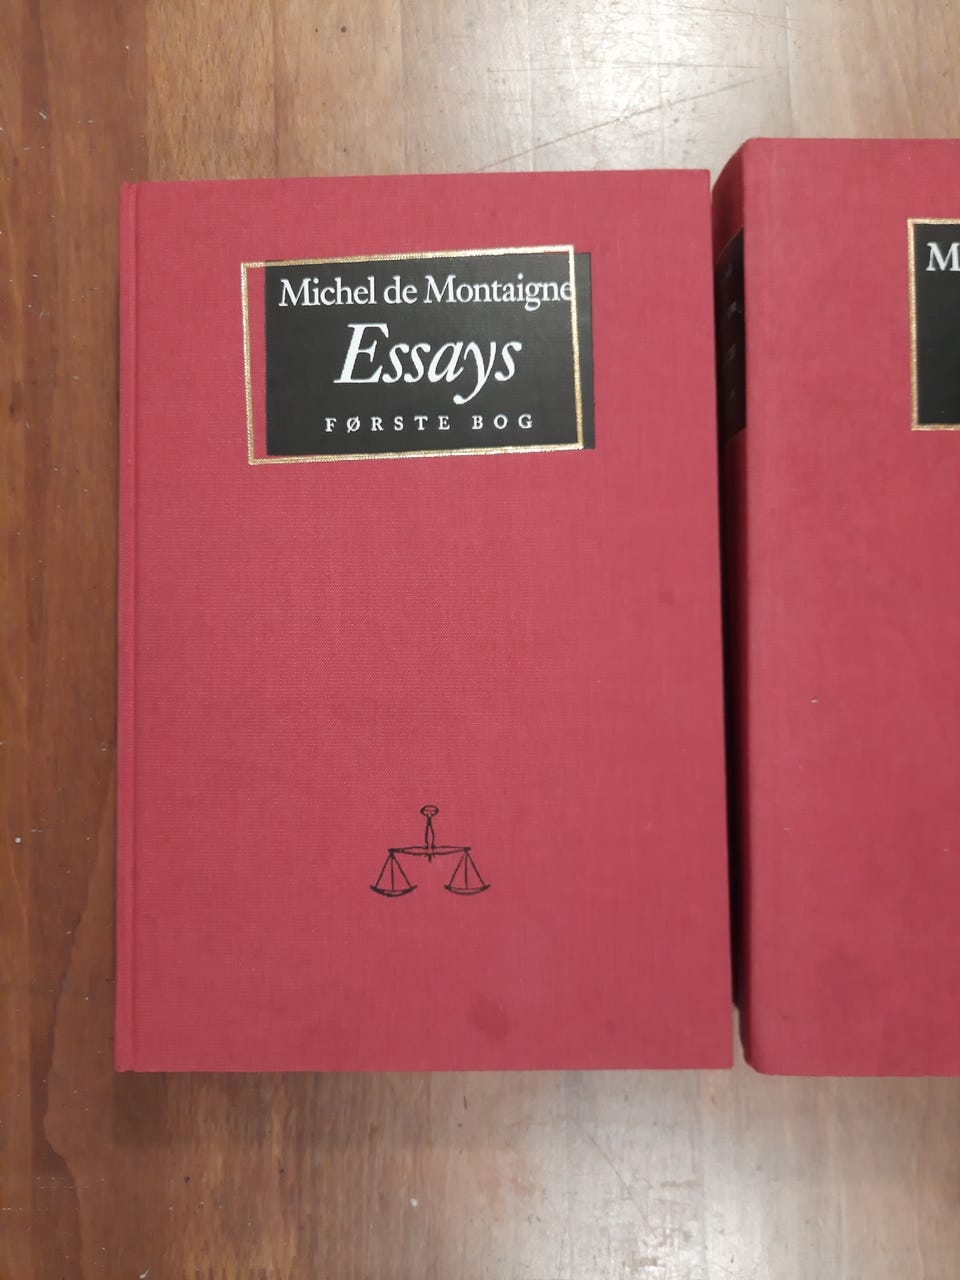 Michel de Montaigne
Essays
FØRSTE BOG
M